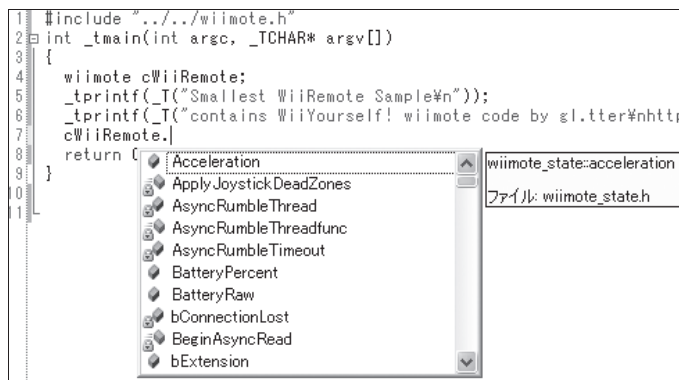 1 #include "../../wiimote.h"
2 int _tmain(int argc, _TCHAR* argv[])
3 {
4 wiimote cWiiRemote;
5 _tprintf(_T("Smallest WiiRemote Sample¥n"));
6 _tprintf(_T("contains WiiYourself! wiimote code by gl.tter¥nhttp
7 cWiiRemote.
8 return
9 }
10
11
Acceleration
ApplyJoystickDeadZones
AsyncRumbleThread
AsyncRumbleThreadfunc
AsyncRumbleTimeout
BatteryPercent
BatteryRaw
bConnectionLost
BeginAsyncRead
bExtension
wiimote_state::acceleration
ファイル: wiimote_state.h